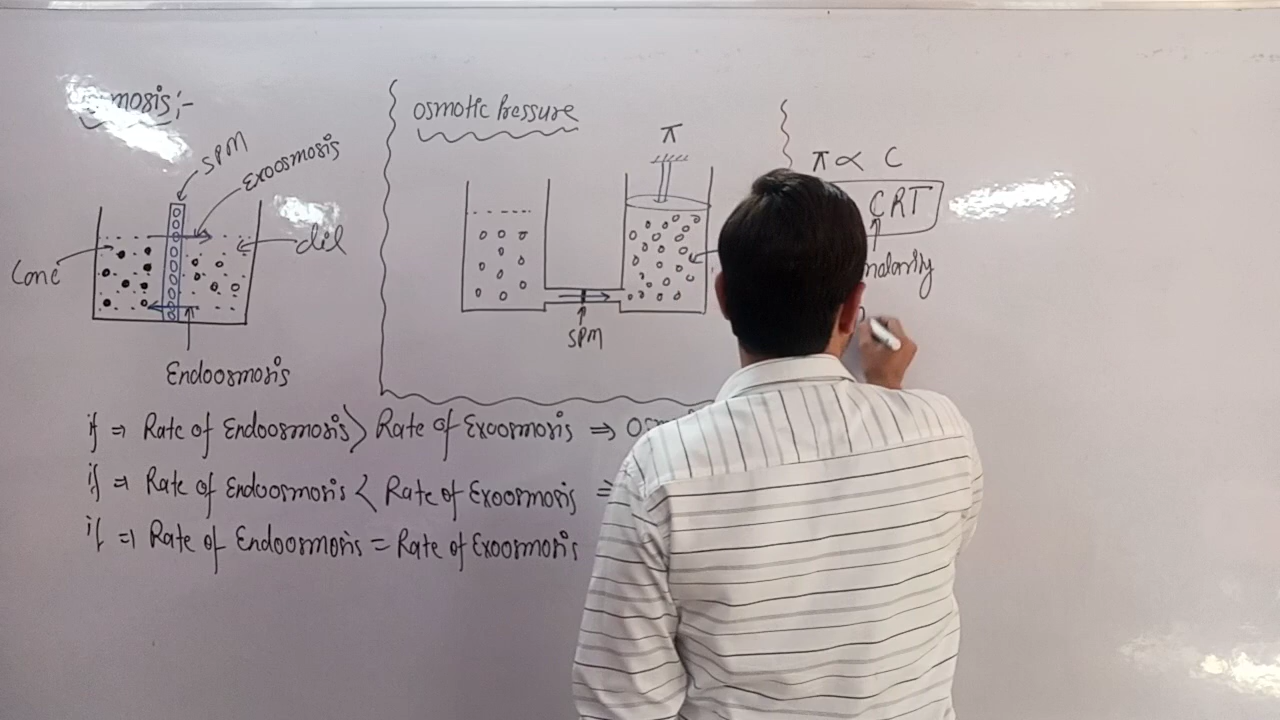 SPM
Exoosmosis
Conc
dil
Endoosmosis
osmotic Pressure
π
SPM
π ∝ C
CRT
molarity
if ⇒ Rate of Endoosmosis > Rate of Exoosmosis ⇒
if ⇒ Rate of Endoosmosis < Rate of Exoosmosis ⇒
if ⇒ Rate of Endoosmosis = Rate of Exoosmosis